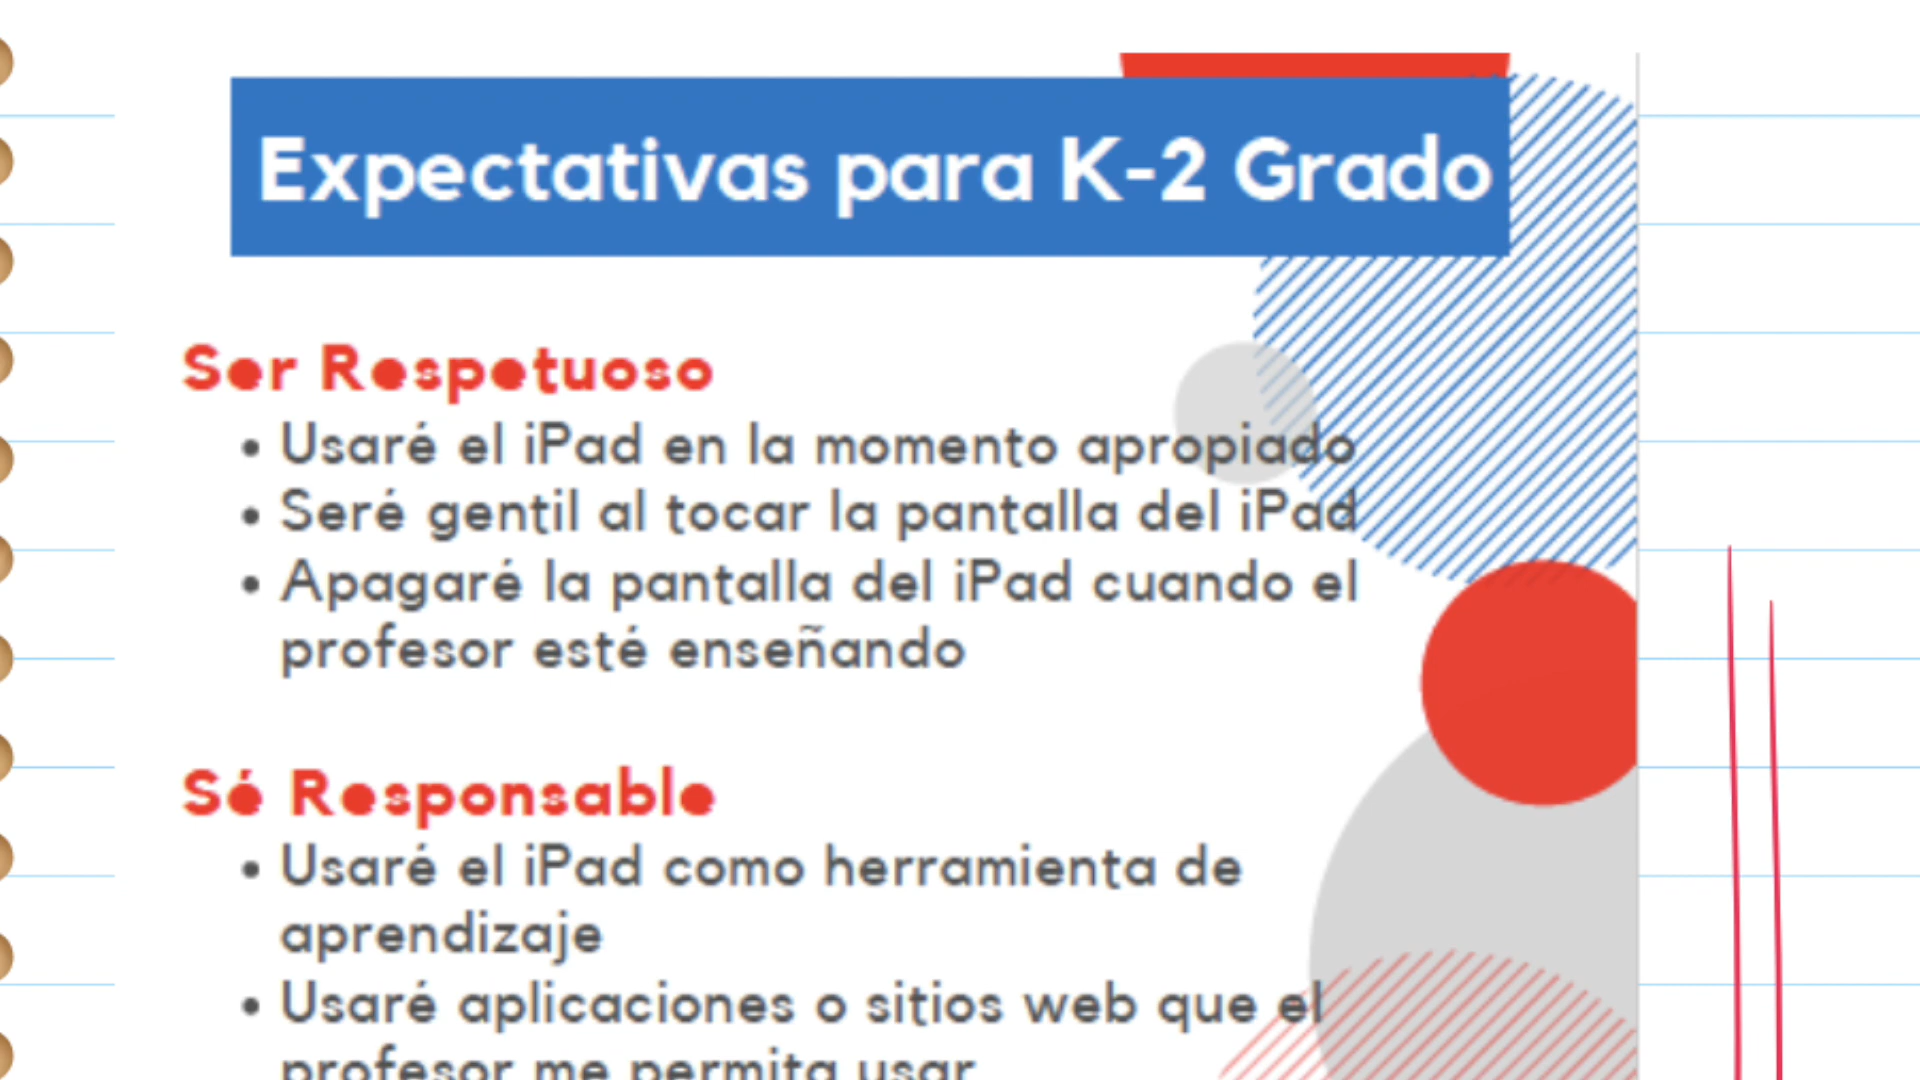 Expectativas para K-2 Grado
Ser Respetuoso
• Usaré el iPad en la momento apropiado
• Seré gentil al tocar la pantalla del iPad
• Apagaré la pantalla del iPad cuando el
profesor esté enseñando
Sé Responsable
• Usaré el iPad como herramienta de
aprendizaje
• Usaré aplicaciones o sitios web que el
profesor me permita usar